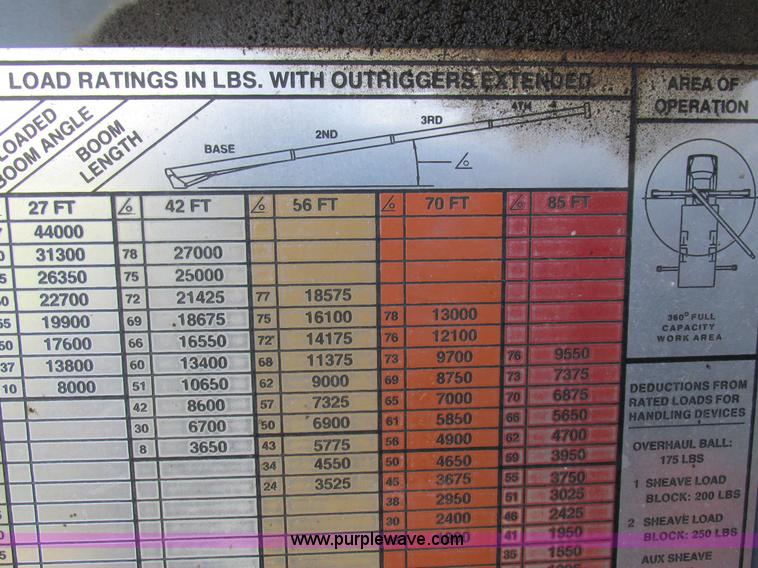 LOAD RATINGS IN LBS. WITH OUTRIGGERS EXTENDED
AREA OF
OPERATION
LOADED
BOOM ANGLE
BOOM
LENGTH
BASE
2ND
3RD
4TH
27 FT 42 FT 56 FT 70 FT 85 FT
44000
31300 78 27000
26350 75 25000
22700 72 21425 77 18575
55 19900 69 18675 75 16100 78 13000
50 17600 66 16550 72 14175 76 12100
37 13800 60 13400 68 11375 73 9700 76 9550
10 8000 51 10650 62 9000 69 8750 73 7375
42 8600 57 7325 65 7000 70 6875
30 6700 50 6900 61 5850 66 5650
8 3650 43 5775 56 4900 62 4700
34 4550 50 4650 59 3950
24 3525 45 3675 55 3750
38 2950 51 3025
30 2400 46 2425
41 1950
35 1550
360° FULL
CAPACITY
WORK AREA
DEDUCTIONS FROM
RATED LOADS FOR
HANDLING DEVICES
OVERHAUL BALL:
175 LBS
1 SHEAVE LOAD
BLOCK: 200 LBS
2 SHEAVE LOAD
BLOCK: 250 LBS
AUX SHEAVE
www.purplewave.com